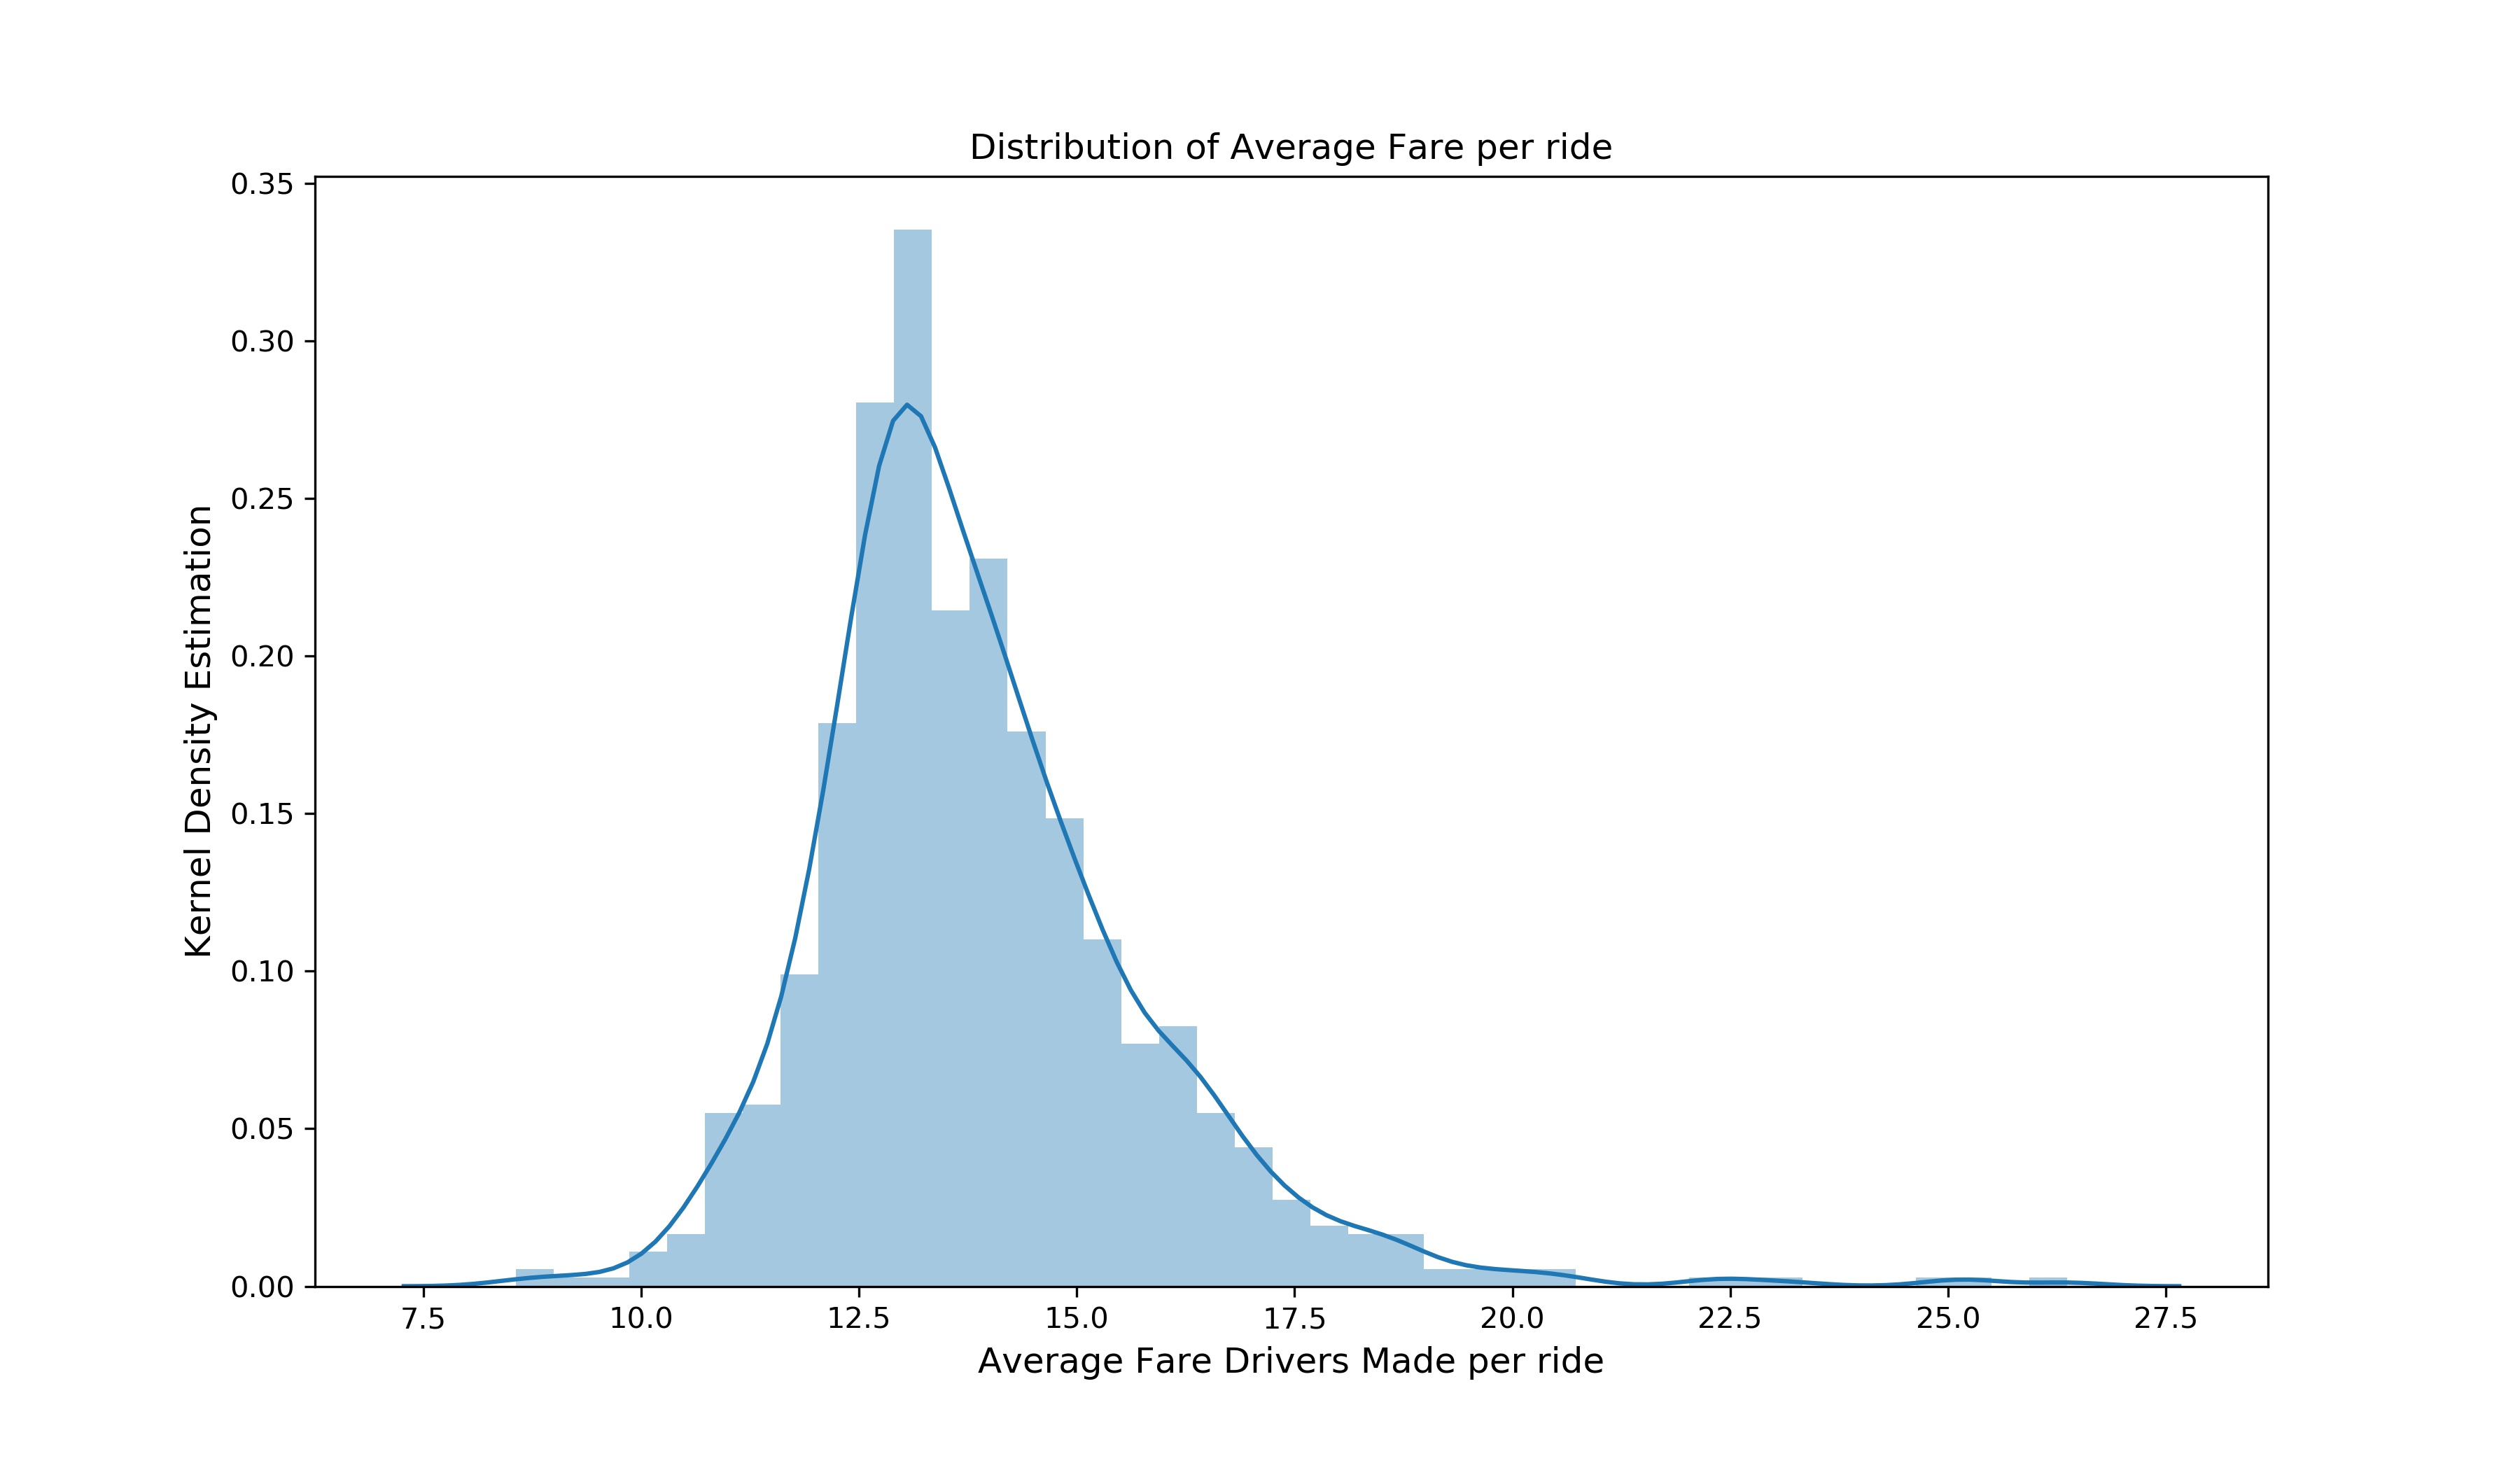 Distribution of Average Fare per ride
0.35
0.30
0.25
0.20
0.15
0.10
0.05
0.00
Kernel Density Estimation
7.5 10.0 12.5 15.0 17.5 20.0 22.5 25.0 27.5
Average Fare Drivers Made per ride